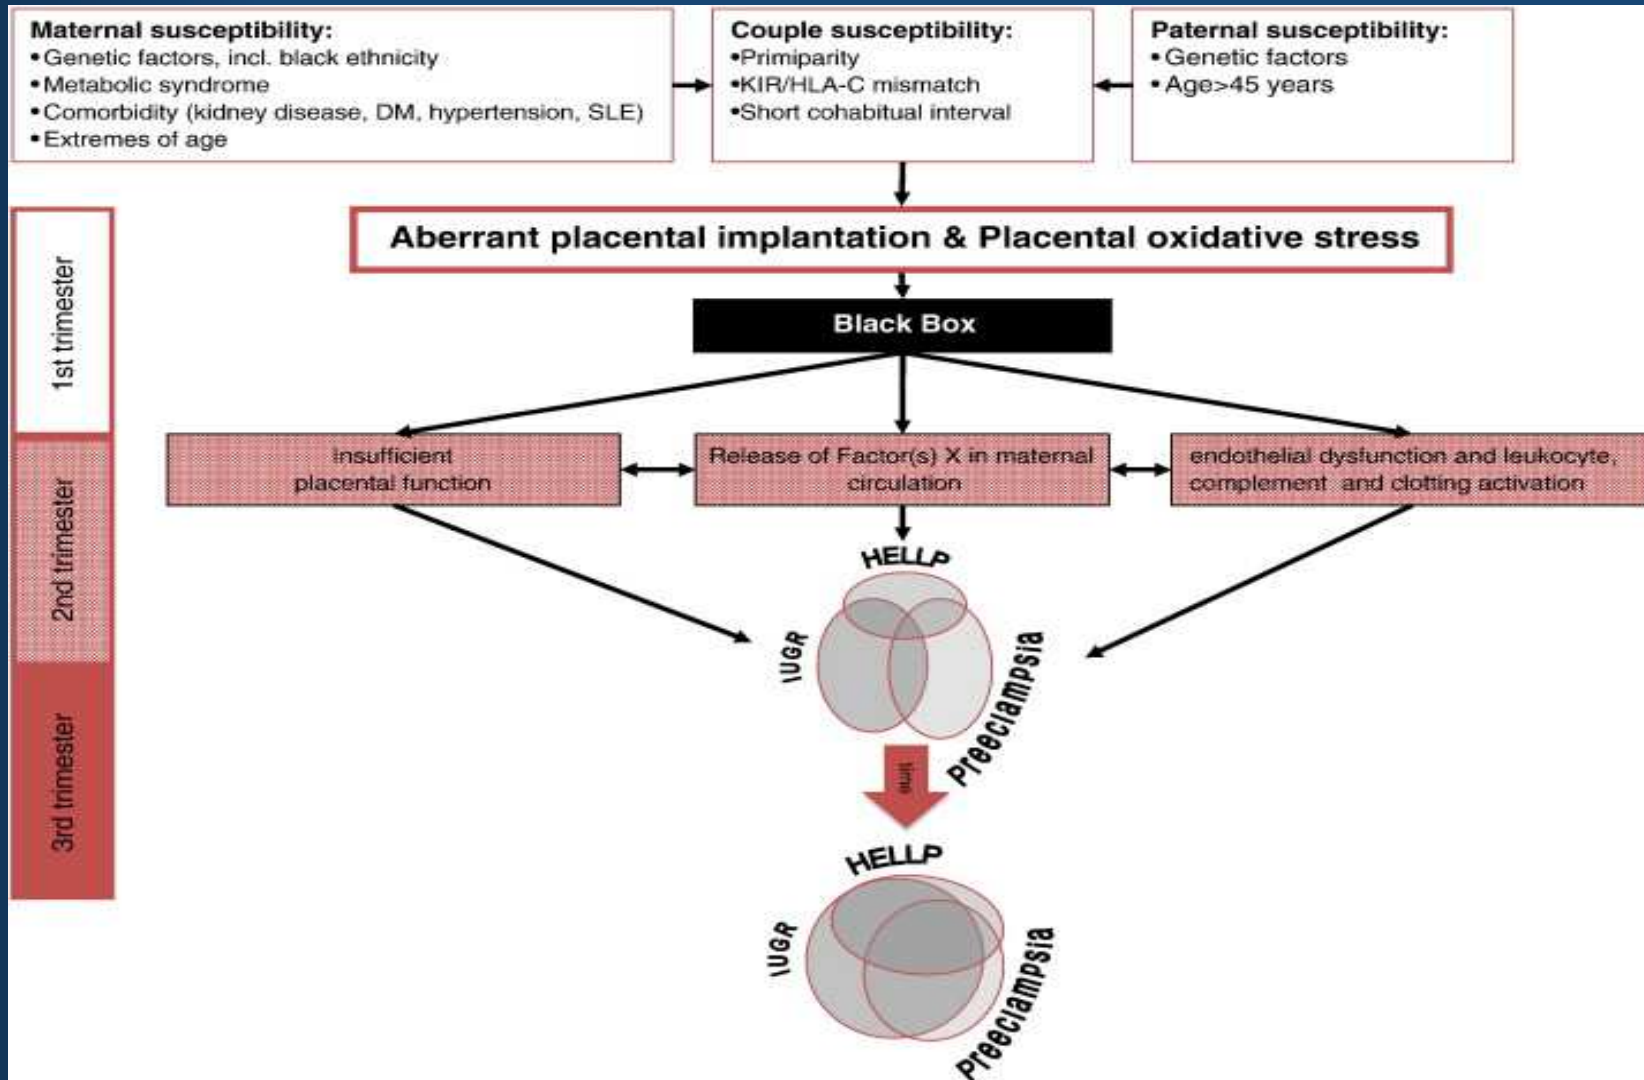 Maternal susceptibility:
•Genetic factors, incl. black ethnicity
•Metabolic syndrome
•Comorbidity (kidney disease, DM, hypertension, SLE)
•Extremes of age
Couple susceptibility:
•Primiparity
•KIR/HLA-C mismatch
•Short cohabitual interval
Paternal susceptibility:
•Genetic factors
•Age>45 years
Aberrant placental implantation & Placental oxidative stress
Black Box
1st trimester
Insufficient
placental function
Release of Factor(s) X in maternal
circulation
endothelial dysfunction and leukocyte,
complement and clotting activation
2nd trimester
HELLP
IUGR
Preeclampsia
time
3rd trimester
HELLP
IUGR
Preeclampsia